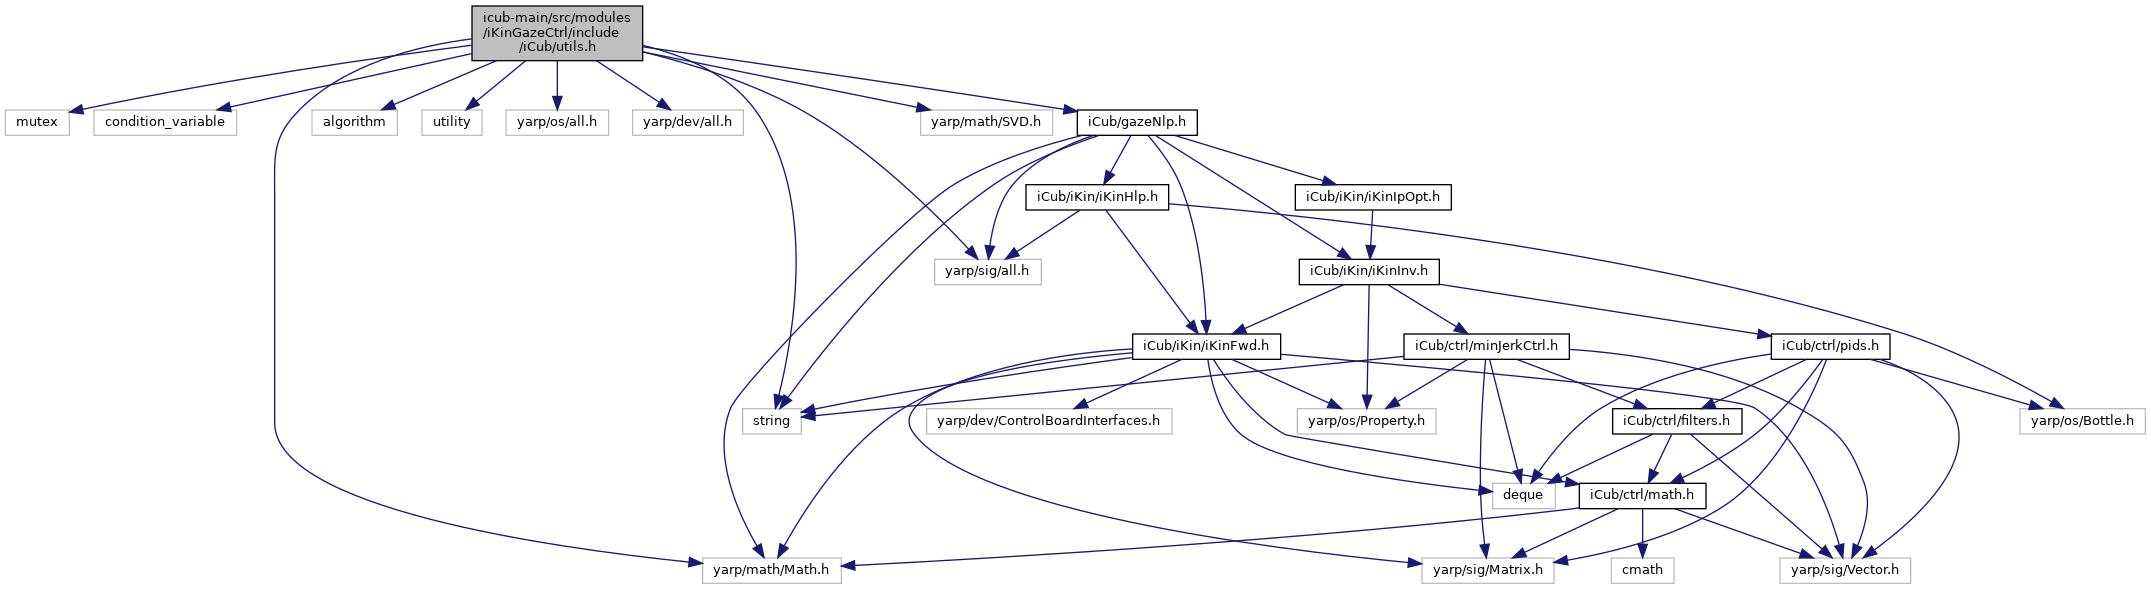 icub-main/src/modules
/iKinGazeCtrl/include
/iCub/utils.h
mutex
condition_variable
algorithm
utility
yarp/os/all.h
yarp/dev/all.h
yarp/math/SVD.h
iCub/gazeNlp.h
iCub/iKin/iKinHlp.h
iCub/iKin/iKinIpOpt.h
yarp/sig/all.h
iCub/iKin/iKinInv.h
iCub/iKin/iKinFwd.h
iCub/ctrl/minJerkCtrl.h
iCub/ctrl/pids.h
string
yarp/dev/ControlBoardInterfaces.h
yarp/os/Property.h
iCub/ctrl/filters.h
yarp/os/Bottle.h
deque
iCub/ctrl/math.h
yarp/math/Math.h
yarp/sig/Matrix.h
cmath
yarp/sig/Vector.h